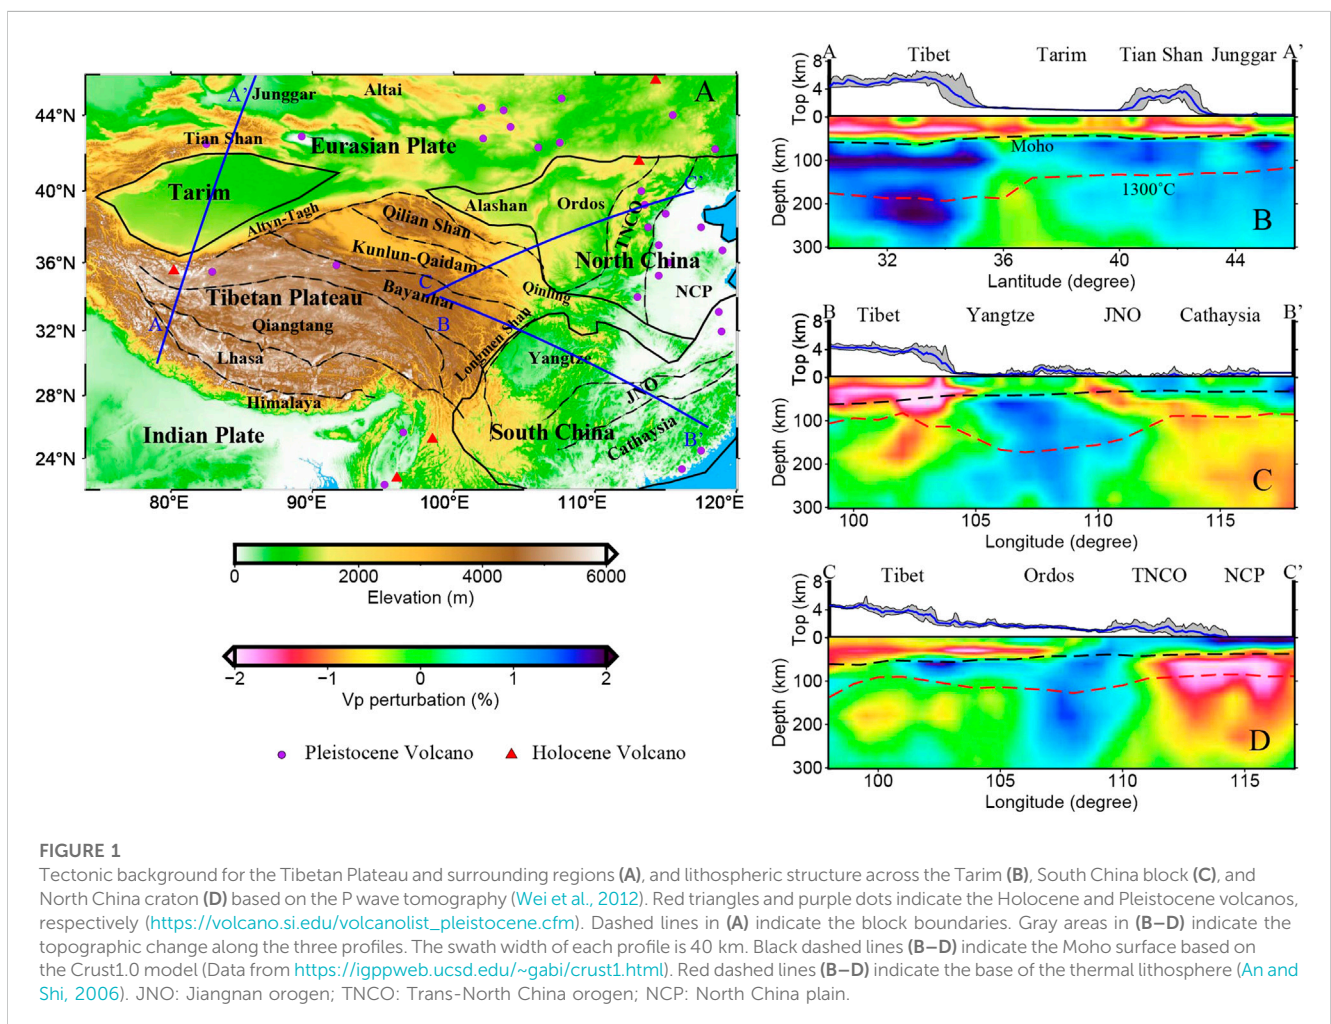 A
A'
Junggar
Altai
Tian Shan
Eurasian Plate
Tarim
Altyn-Tagh
Qilian Shan
Alashan
Ordos
C'
TNCO
Kunlun-Qaidam
North China
C
Bayanhar
Qinling
NCP
Tibetan Plateau
A
Qiangtang
B
Longmen Shan
Yangtze
Lhasa
JNO
Himalaya
Indian Plate
South China
Cathaysia
B'
44°N
40°N
36°N
32°N
28°N
24°N
80°E 90°E 100°E 110°E 120°E
0 2000 4000 6000
Elevation (m)
−2 −1 0 1 2
Vp perturbation (%)
Pleistocene Volcano Holocene Volcano
A Tibet Tarim Tian Shan Junggar A'
Top (km)
8
4
0
Moho
1300°C
Depth (km)
100
200
300
B
32 36 40 44
Lantitude (degree)
B Tibet Yangtze JNO Cathaysia B'
Top (km)
8
4
0
Depth (km)
100
200
300
C
100 105 110 115
Longitude (degree)
C Tibet Ordos TNCO NCP C'
Top (km)
8
4
0
Depth (km)
100
200
300
D
100 105 110 115
Longitude (degree)
FIGURE 1
Tectonic background for the Tibetan Plateau and surrounding regions (A), and lithospheric structure across the Tarim (B), South China block (C), and
North China craton (D) based on the P wave tomography (Wei et al., 2012). Red triangles and purple dots indicate the Holocene and Pleistocene volcanos,
respectively (https://volcano.si.edu/volcanolist_pleistocene.cfm). Dashed lines in (A) indicate the block boundaries. Gray areas in (B–D) indicate the
topographic change along the three profiles. The swath width of each profile is 40 km. Black dashed lines (B–D) indicate the Moho surface based on
the Crust1.0 model (Data from https://igppweb.ucsd.edu/~gabi/crust1.html). Red dashed lines (B–D) indicate the base of the thermal lithosphere (An and
Shi, 2006). JNO: Jiangnan orogen; TNCO: Trans-North China orogen; NCP: North China plain.